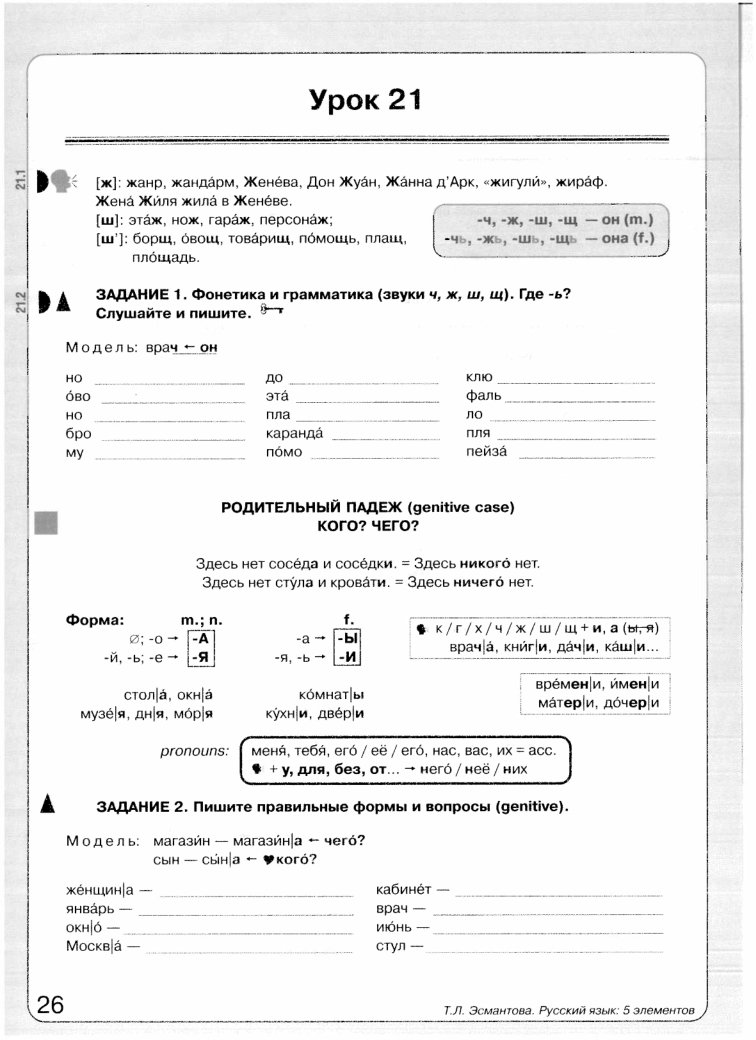 Урок 21
21.1
[ж]: жанр, жанда́рм, Жене́ва, Дон Жуа́н, Жа́нна д'Арк, «жигули́», жира́ф.
Жена́ Жи́ля жила́ в Жене́ве.
[ш]: эта́ж, нож, гара́ж, персона́ж;
[ш']: борщ, о́вощ, това́рищ, по́мощь, плащ,
пло́щадь.
-ч, -ж, -ш, -щ — он (m.)
-чь, -жь, -шь, -щь — она (f.)
21.2
ЗАДАНИЕ 1. Фонетика и грамматика (звуки ч, ж, ш, щ). Где -ь?
Слушайте и пишите.
Модель: врач ← он
но до клю
о́во эта́ фаль
но пла ло
бро каранда́ пля
му по́мо пейза́
РОДИТЕЛЬНЫЙ ПАДЕЖ (genitive case)
КОГО? ЧЕГО?
Здесь нет сосе́да и сосе́дки. = Здесь никого́ нет.
Здесь нет сту́ла и крова́ти. = Здесь ничего́ нет.
Форма: m.; n. f.
∅; -о → -А -а → -Ы
-й, -ь; -е → -Я -я, -ь → -И
к / г / х / ч / ж / ш / щ + и, а (ы, я)
врач|а́, кни́г|и, да́ч|и, ка́ш|и...
стол|а́, окн|а́ ко́мнат|ы
музе́|я, дн|я́, мо́р|я ку́хн|и, две́р|и
вре́мен|и, и́мен|и
ма́тер|и, до́чер|и
pronouns: меня́, тебя́, его́ / её / его́, нас, вас, их = acc.
+ у, для, без, от... → него́ / неё / них
ЗАДАНИЕ 2. Пишите правильные формы и вопросы (genitive).
Модель: магази́н — магази́н|а ← чего́?
сын — сы́н|а ← ♥кого́?
же́нщин|а — кабине́т —
янва́рь — врач —
окн|о́ — ию́нь —
Москв|а́ — стул —
26
Т.Л. Эсмантова. Русский язык: 5 элементов